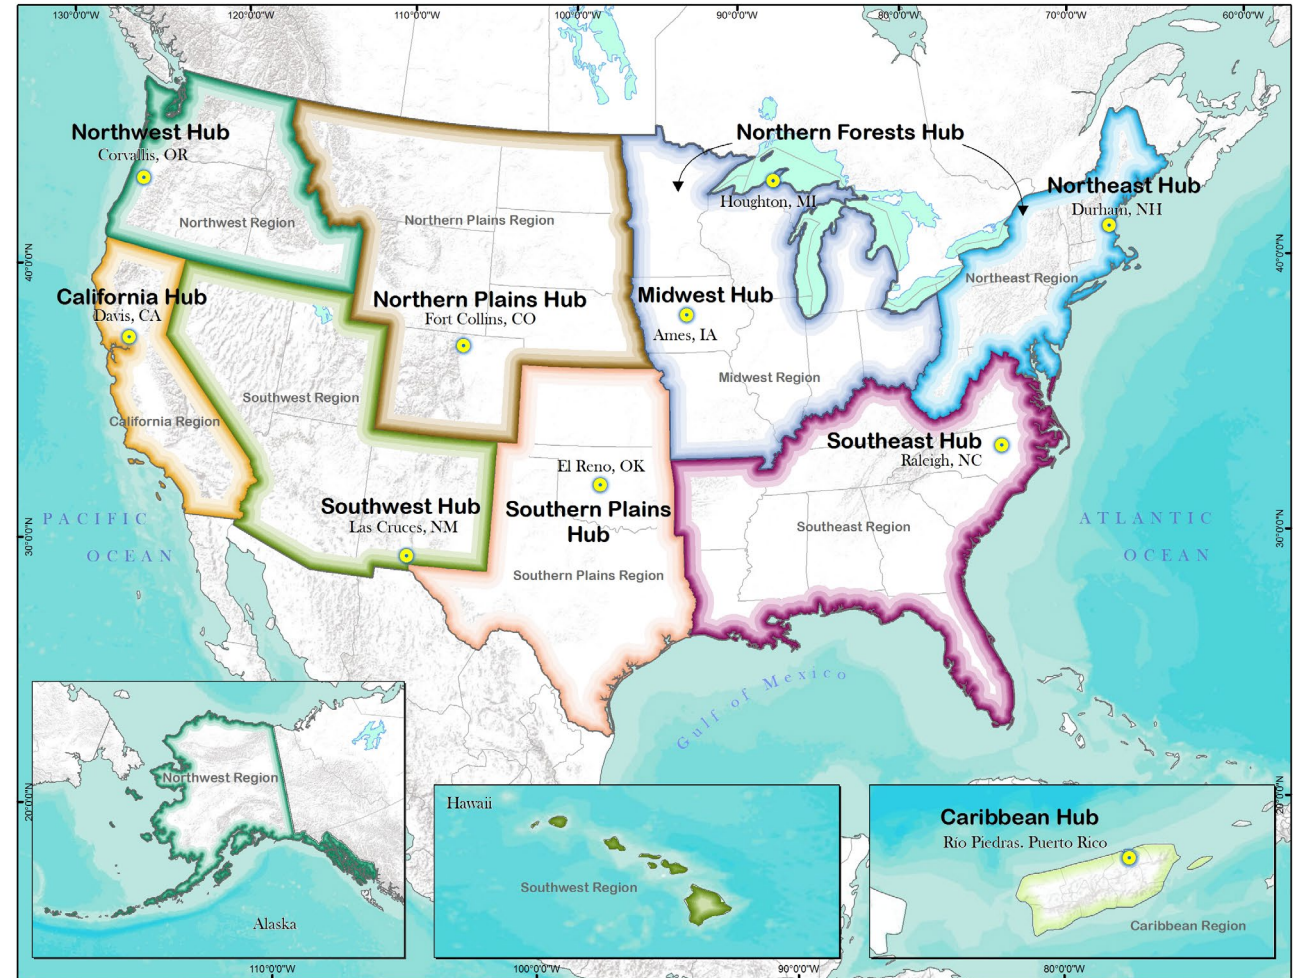 130°0'0"W
120°0'0"W
110°0'0"W
100°0'0"W
90°0'0"W
80°0'0"W
70°0'0"W
60°0'0"W
Northwest Hub
Corvallis, OR
Northwest Region
Northern Plains Region
Northern Forests Hub
Houghton, MI
Northeast Hub
Durham, NH
Northeast Region
40°0'0"N
40°0'0"N
California Hub
Davis, CA
California Region
Northern Plains Hub
Fort Collins, CO
Midwest Hub
Ames, IA
Midwest Region
Southwest Region
Southeast Hub
Raleigh, NC
Southeast Region
El Reno, OK
Southern Plains
Hub
Southern Plains Region
Southwest Hub
Las Cruces, NM
PACIFIC
OCEAN
ATLANTIC
OCEAN
30°0'0"N
30°0'0"N
Gulf of Mexico
Northwest Region
Alaska
Hawaii
Southwest Region
Caribbean Hub
Río Piedras. Puerto Rico
Caribbean Region
20°0'0"N
20°0'0"N
110°0'0"W
100°0'0"W
90°0'0"W
80°0'0"W